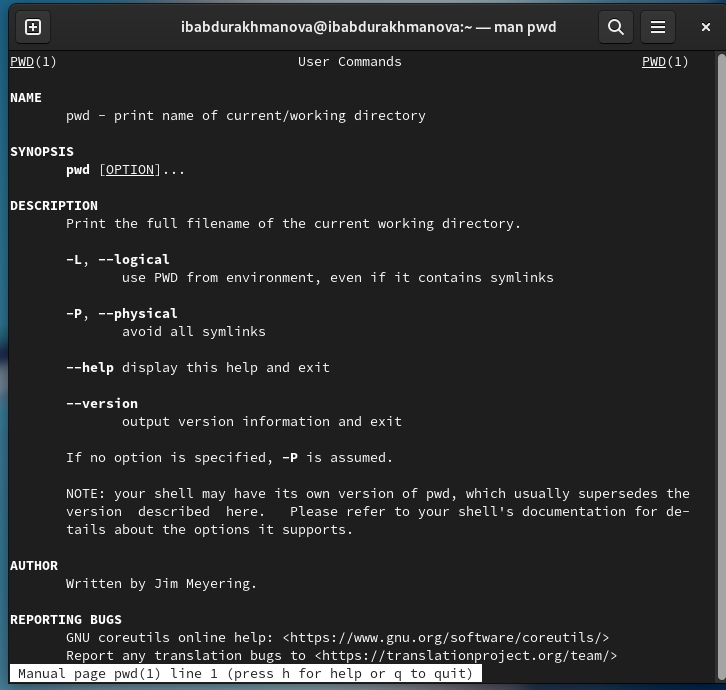 ibabdurakhmanova@ibabdurakhmanova:~ — man pwd
PWD(1) User Commands PWD(1)
NAME
pwd - print name of current/working directory
SYNOPSIS
pwd [OPTION]...
DESCRIPTION
Print the full filename of the current working directory.
-L, --logical
use PWD from environment, even if it contains symlinks
-P, --physical
avoid all symlinks
--help display this help and exit
--version
output version information and exit
If no option is specified, -P is assumed.
NOTE: your shell may have its own version of pwd, which usually supersedes the
version described here. Please refer to your shell's documentation for de-
tails about the options it supports.
AUTHOR
Written by Jim Meyering.
REPORTING BUGS
GNU coreutils online help: <https://www.gnu.org/software/coreutils/>
Report any translation bugs to <https://translationproject.org/team/>
Manual page pwd(1) line 1 (press h for help or q to quit)